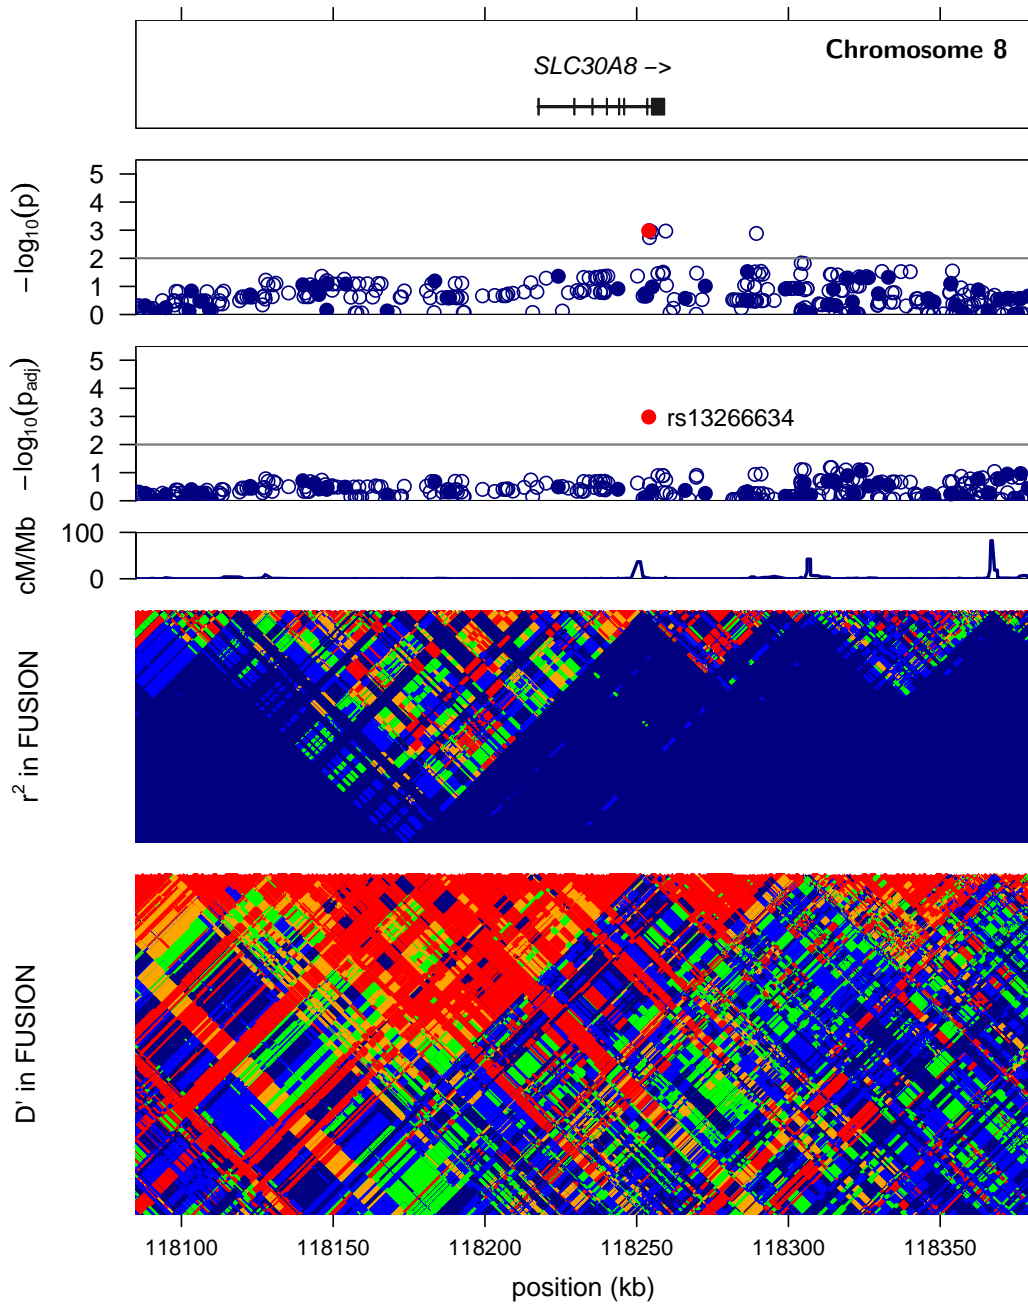 Chromosome 8
SLC30A8 −>
−log10(p)
5
4
3
2
1
0
−log10(padj)
5
4
3
2
1
0
rs13266634
cM/Mb
100
0
r2 in FUSION
D' in FUSION
118100 118150 118200 118250 118300 118350
position (kb)